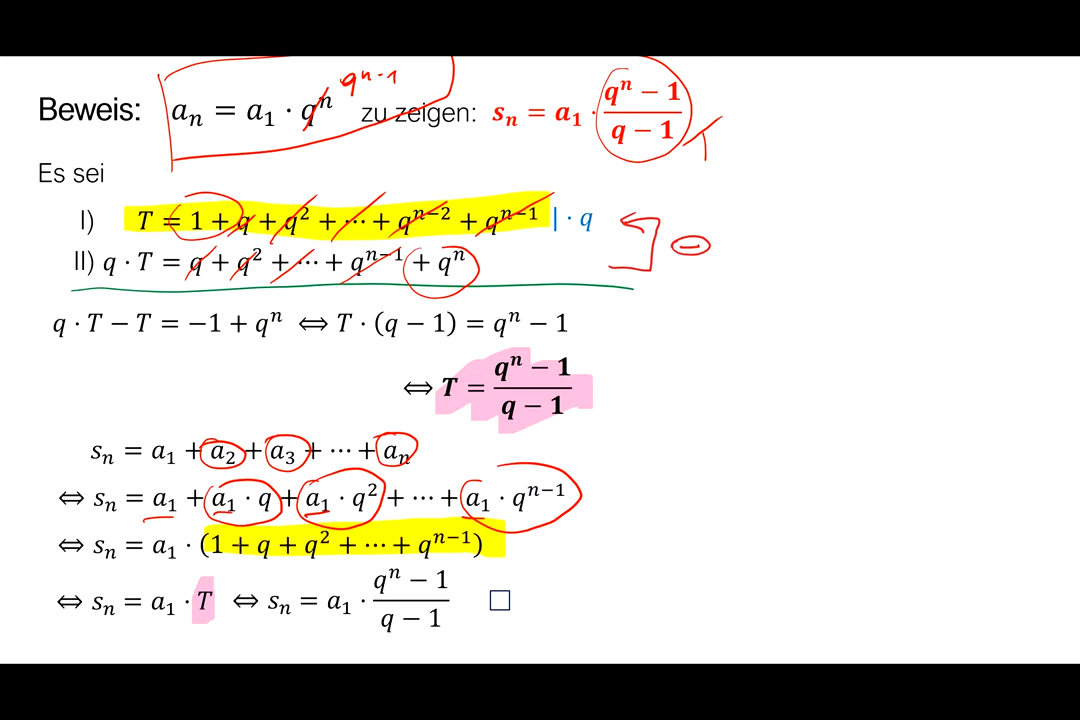 qⁿ⁻¹
Beweis: aₙ = a₁ · qⁿ zu zeigen: sₙ = a₁ · (qⁿ − 1)/(q − 1) T
Es sei
I) T = 1 + q + q² + ⋯ + qⁿ⁻² + qⁿ⁻¹ | · q
II) q · T = q + q² + ⋯ + qⁿ⁻¹ + qⁿ ⊖
q · T − T = −1 + qⁿ ⟺ T · (q − 1) = qⁿ − 1
⟺ T = (qⁿ − 1)/(q − 1)
sₙ = a₁ + a₂ + a₃ + ⋯ + aₙ
⟺ sₙ = a₁ + a₁ · q + a₁ · q² + ⋯ + a₁ · qⁿ⁻¹
⟺ sₙ = a₁ · (1 + q + q² + ⋯ + qⁿ⁻¹)
⟺ sₙ = a₁ · T ⟺ sₙ = a₁ · (qⁿ − 1)/(q − 1) □